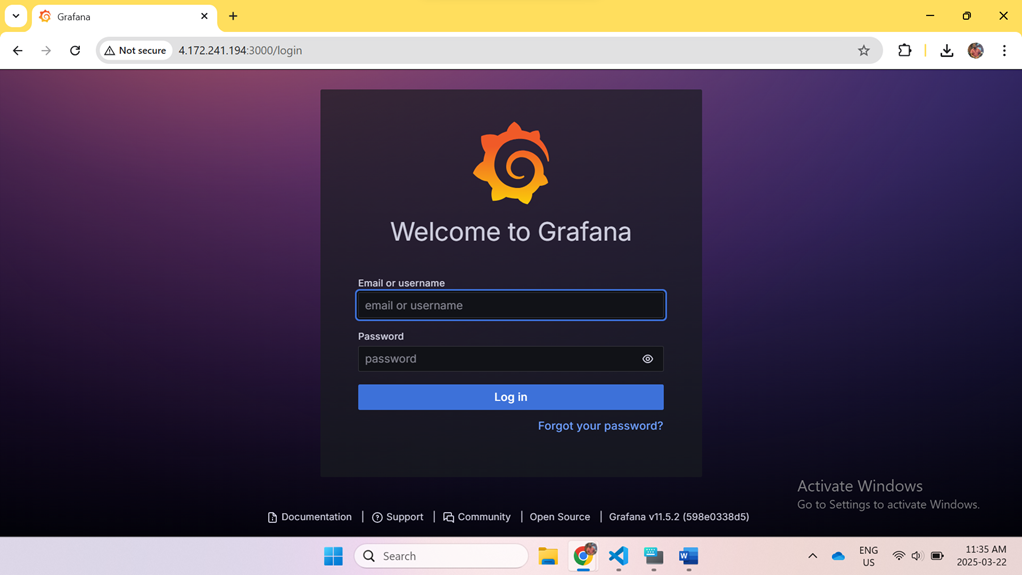 Grafana
Not secure
4.172.241.194:3000/login
Welcome to Grafana
Email or username
email or username
Password
password
Log in
Forgot your password?
Activate Windows
Go to Settings to activate Windows.
Documentation | Support | Community | Open Source | Grafana v11.5.2 (598e0338d5)
Search
ENG
US
11:35 AM
2025-03-22